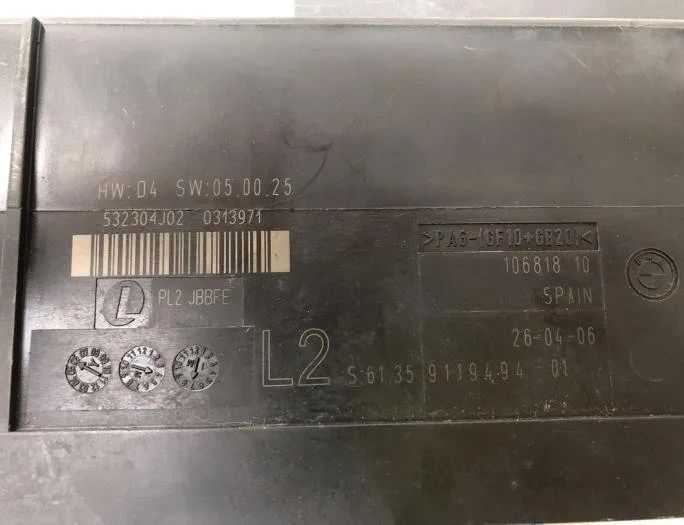 HW:04 SW:05.00.25
532304J02 0313971
>PA6-(GF10+GB20)<
106818 10
PL2 JBBFE
SPAIN
26-04-06
L2
S 61.35 9119494 01